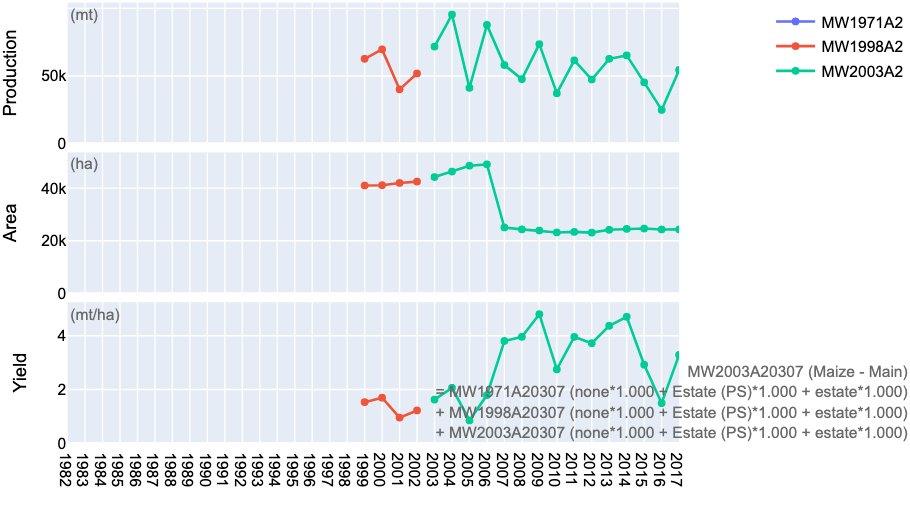 (mt)
Production
50k
0
MW1971A2
MW1998A2
MW2003A2
(ha)
Area
40k
20k
0
(mt/ha)
Yield
4
2
0
MW2003A20307 (Maize - Main)
= MW1971A20307 (none*1.000 + Estate (PS)*1.000 + estate*1.000)
+ MW1998A20307 (none*1.000 + Estate (PS)*1.000 + estate*1.000)
+ MW2003A20307 (none*1.000 + Estate (PS)*1.000 + estate*1.000)
1982
1983
1984
1985
1986
1987
1988
1989
1990
1991
1992
1993
1994
1995
1996
1997
1998
1999
2000
2001
2002
2003
2004
2005
2006
2007
2008
2009
2010
2011
2012
2013
2014
2015
2016
2017